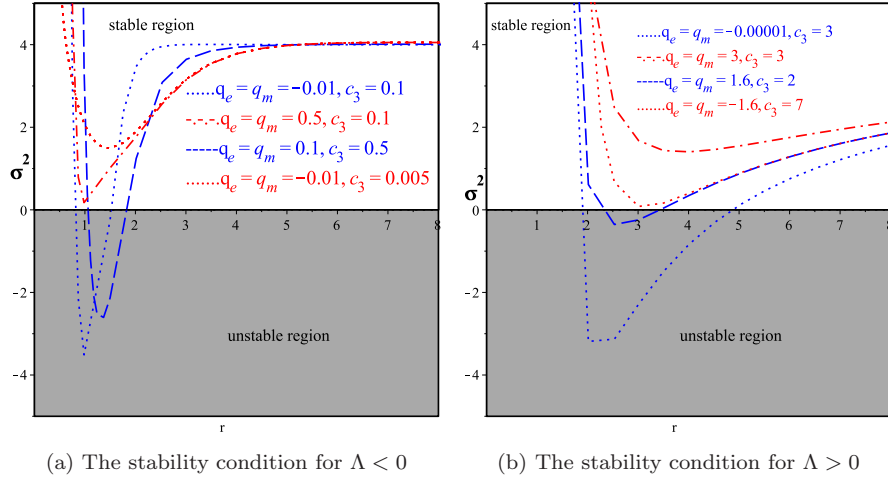 stable region
4
2
σ²
0
1 2 3 4 5 6 7 8
−2
−4
unstable region
r
......q_e = q_m = −0.01, c_3 = 0.1
-.-.-q_e = q_m = 0.5, c_3 = 0.1
-----q_e = q_m = 0.1, c_3 = 0.5
.......q_e = q_m = −0.01, c_3 = 0.005
(a) The stability condition for Λ < 0
stable region
4
2
σ²
0
1 2 3 4 5 6 7 8
−2
−4
unstable region
r
......q_e = q_m = −0.00001, c_3 = 3
-.-.-q_e = q_m = 3, c_3 = 3
-----q_e = q_m = 1.6, c_3 = 2
.......q_e = q_m = −1.6, c_3 = 7
(b) The stability condition for Λ > 0